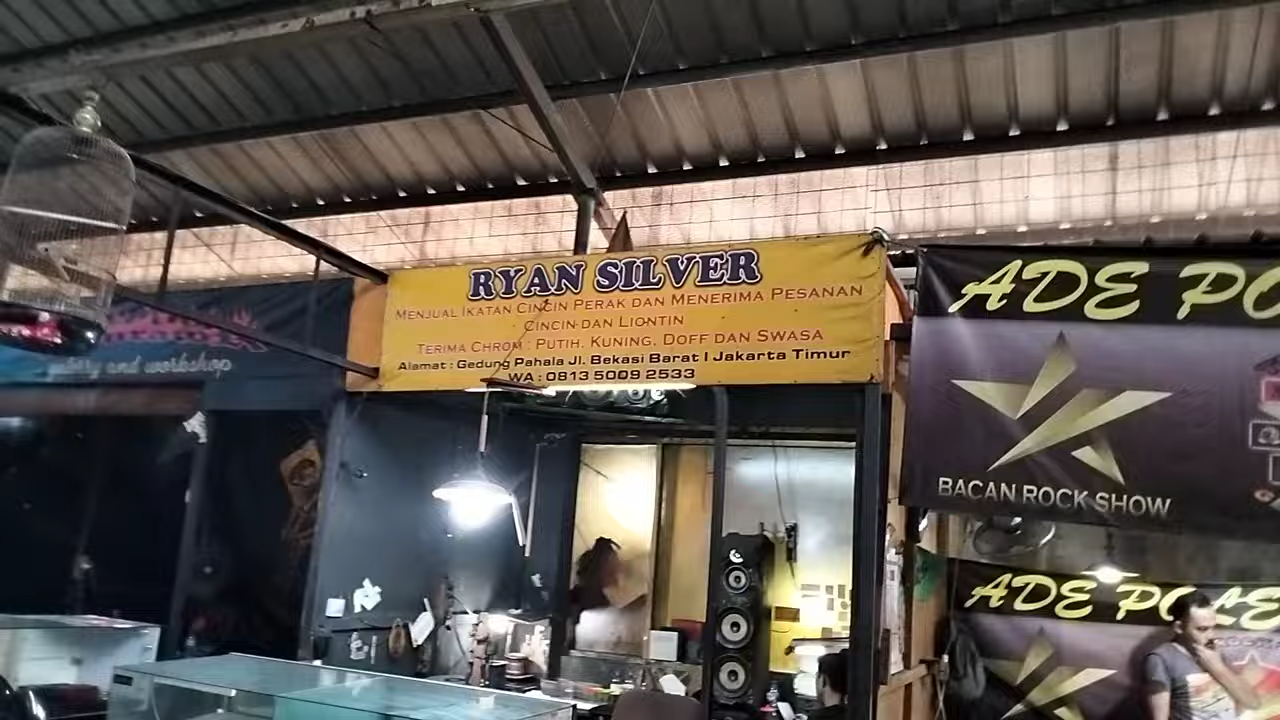 RYAN SILVER
MENJUAL IKATAN CINCIN PERAK DAN MENERIMA PESANAN
CINCIN DAN LIONTIN
TERIMA CHROM : PUTIH, KUNING, DOFF DAN SWASA
Alamat : Gedung Pahala Jl. Bekasi Barat I Jakarta Timur
WA : 0813 5009 2533
and workshop
ADE PO
BACAN ROCK SHOW
ADE